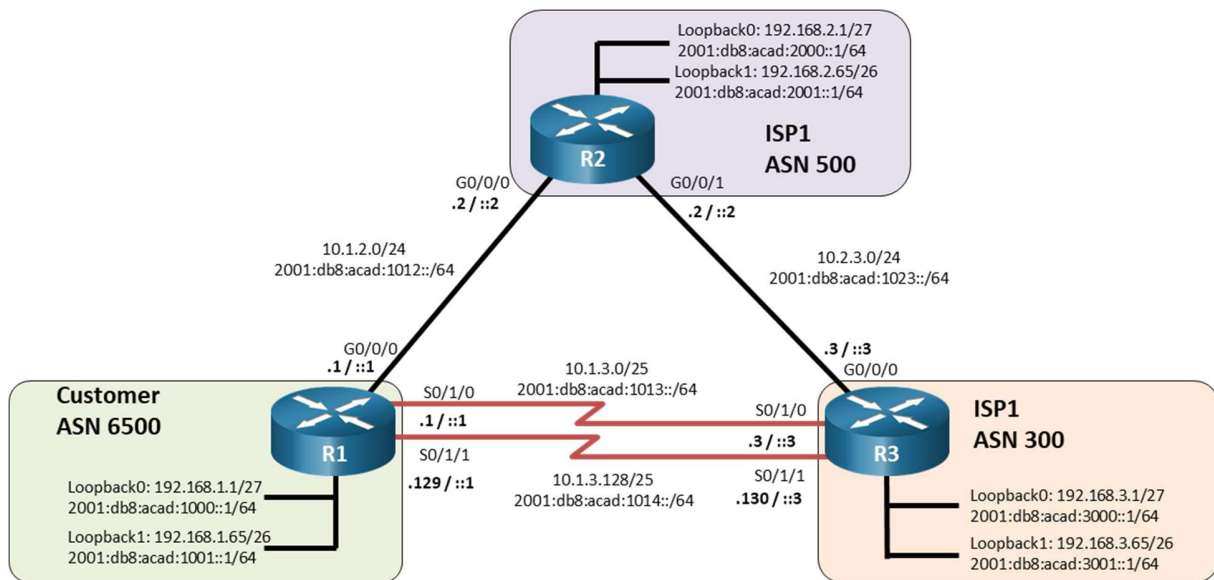 Loopback0: 192.168.2.1/27
2001:db8:acad:2000::1/64
Loopback1: 192.168.2.65/26
2001:db8:acad:2001::1/64
R2
ISP1
ASN 500
G0/0/0
.2 / ::2
G0/0/1
.2 / ::2
10.1.2.0/24
2001:db8:acad:1012::/64
10.2.3.0/24
2001:db8:acad:1023::/64
G0/0/0
.1 / ::1
.3 / ::3
G0/0/0
Customer
ASN 6500
R1
S0/1/0
.1 / ::1
S0/1/1
.129 / ::1
10.1.3.0/25
2001:db8:acad:1013::/64
10.1.3.128/25
2001:db8:acad:1014::/64
S0/1/0
.3 / ::3
S0/1/1
.130 / ::3
R3
ISP1
ASN 300
Loopback0: 192.168.1.1/27
2001:db8:acad:1000::1/64
Loopback1: 192.168.1.65/26
2001:db8:acad:1001::1/64
Loopback0: 192.168.3.1/27
2001:db8:acad:3000::1/64
Loopback1: 192.168.3.65/26
2001:db8:acad:3001::1/64